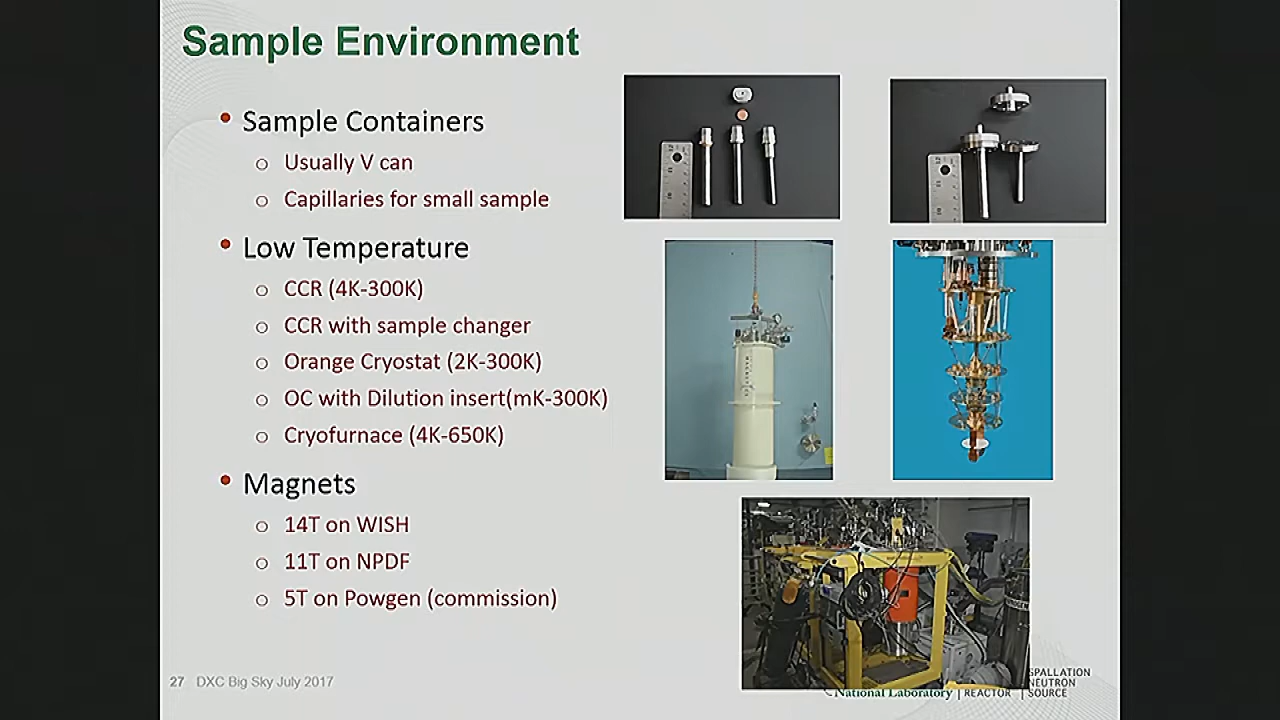 Sample Environment
• Sample Containers
o Usually V can
o Capillaries for small sample
• Low Temperature
o CCR (4K-300K)
o CCR with sample changer
o Orange Cryostat (2K-300K)
o OC with Dilution insert(mK-300K)
o Cryofurnace (4K-650K)
• Magnets
o 14T on WISH
o 11T on NPDF
o 5T on Powgen (commission)
27 DXC Big Sky July 2017
National Laboratory | REACTOR | SPALLATION
NEUTRON
SOURCE